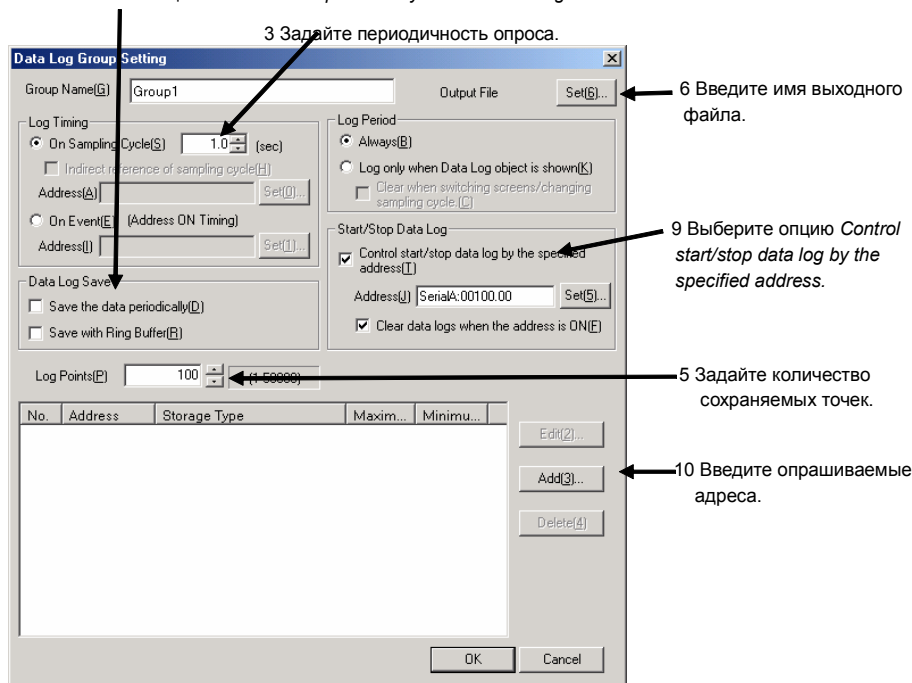 3 Задайте периодичность опроса.
Data Log Group Setting
Group Name(G) Group1 Output File Set(6)...
6 Введите имя выходного
файла.
Log Timing
On Sampling Cycle(S) 1.0 (sec)
Indirect reference of sampling cycle(H)
Address(A) Set(0)...
On Event(E) (Address ON Timing)
Address(I) Set(1)...
Log Period
Always(B)
Log only when Data Log object is shown(K)
Clear when switching screens/changing
sampling cycle.(C)
Start/Stop Data Log
Control start/stop data log by the specified
address(T)
Address(J) SerialA:00100.00 Set(5)...
Clear data logs when the address is ON(F)
9 Выберите опцию Control
start/stop data log by the
specified address.
Data Log Save
Save the data periodically(D)
Save with Ring Buffer(R)
Log Points(P) 100 (1-50000)
5 Задайте количество
сохраняемых точек.
No. Address Storage Type Maxim... Minimu...
Edit(2)...
Add(3)...
Delete(4)
10 Введите опрашиваемые
адреса.
OK Cancel